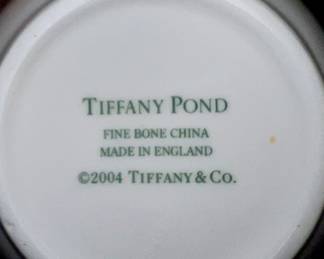 TIFFANY POND
FINE BONE CHINA
MADE IN ENGLAND
©2004 TIFFANY & CO.